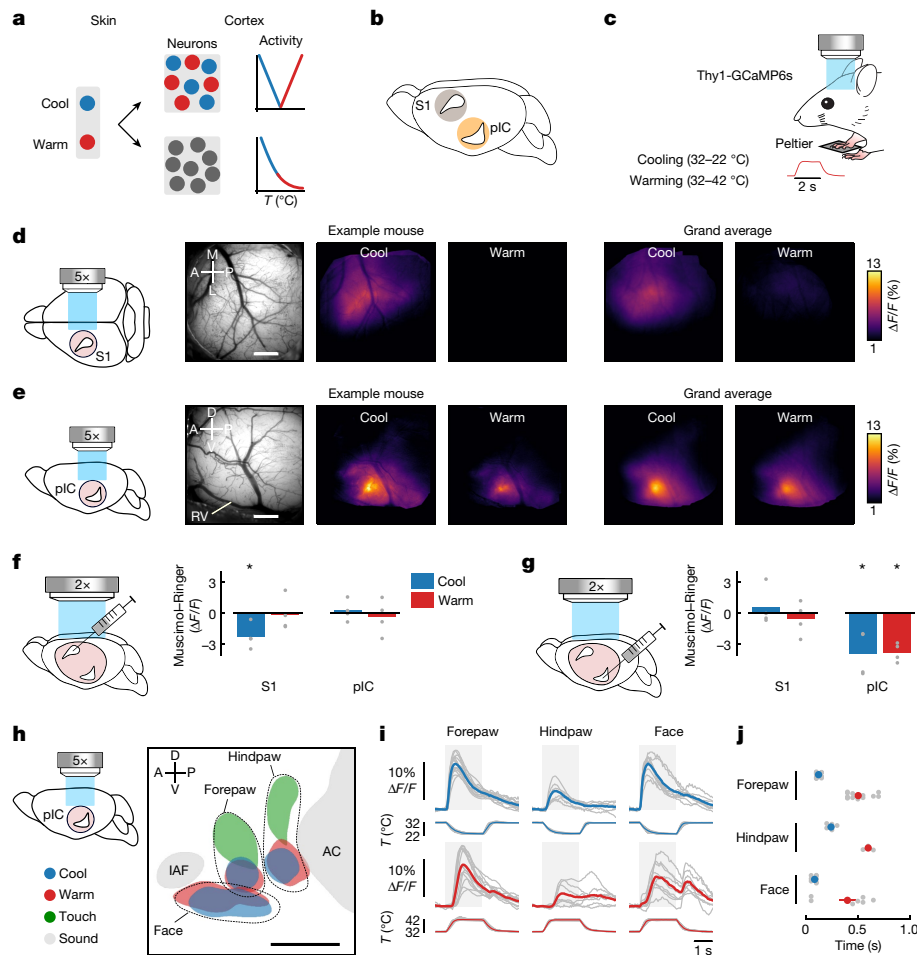 a
Skin
Cortex
Neurons
Activity
Cool
Warm
T (°C)
b
S1
pIC
c
Thy1-GCaMP6s
Peltier
Cooling (32–22 °C)
Warming (32–42 °C)
2 s
d
Example mouse
Grand average
5×
S1
M
A P
L
Cool
Warm
Cool
Warm
13
ΔF/F (%)
1
e
Example mouse
Grand average
5×
pIC
D
A P
RV
Cool
Warm
Cool
Warm
13
ΔF/F (%)
1
f
2×
Muscimol–Ringer
(ΔF/F)
3
0
−3
*
S1
pIC
Cool
Warm
g
2×
Muscimol–Ringer
(ΔF/F)
3
0
−3
* *
S1
pIC
h
5×
pIC
Cool
Warm
Touch
Sound
D
A P
V
Hindpaw
Forepaw
IAF
AC
Face
i
Forepaw
Hindpaw
Face
10%
ΔF/F
T (°C)
32
22
10%
ΔF/F
T (°C)
42
32
1 s
j
Forepaw
Hindpaw
Face
0 0.5 1.0
Time (s)